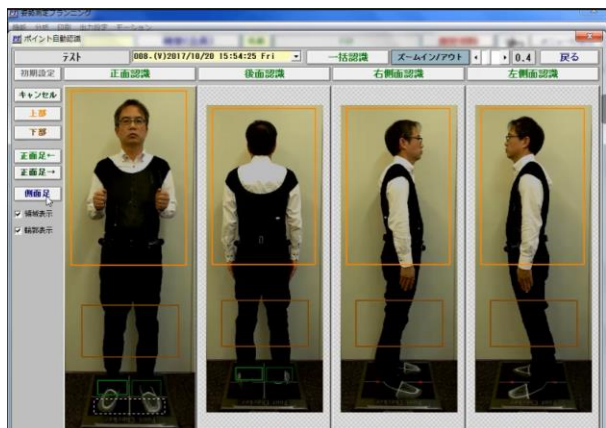 姿勢測定プランニング
ポイント自動認識
テスト
008.(V)2017/10/20 15:54:25 Fri
一括認識
ズームイン/アウト
0.4
戻る
初期設定
正面認識
後面認識
右側面認識
左側面認識
キャンセル
上部
下部
正面足←
正面足→
側面足
領域表示
輪郭表示